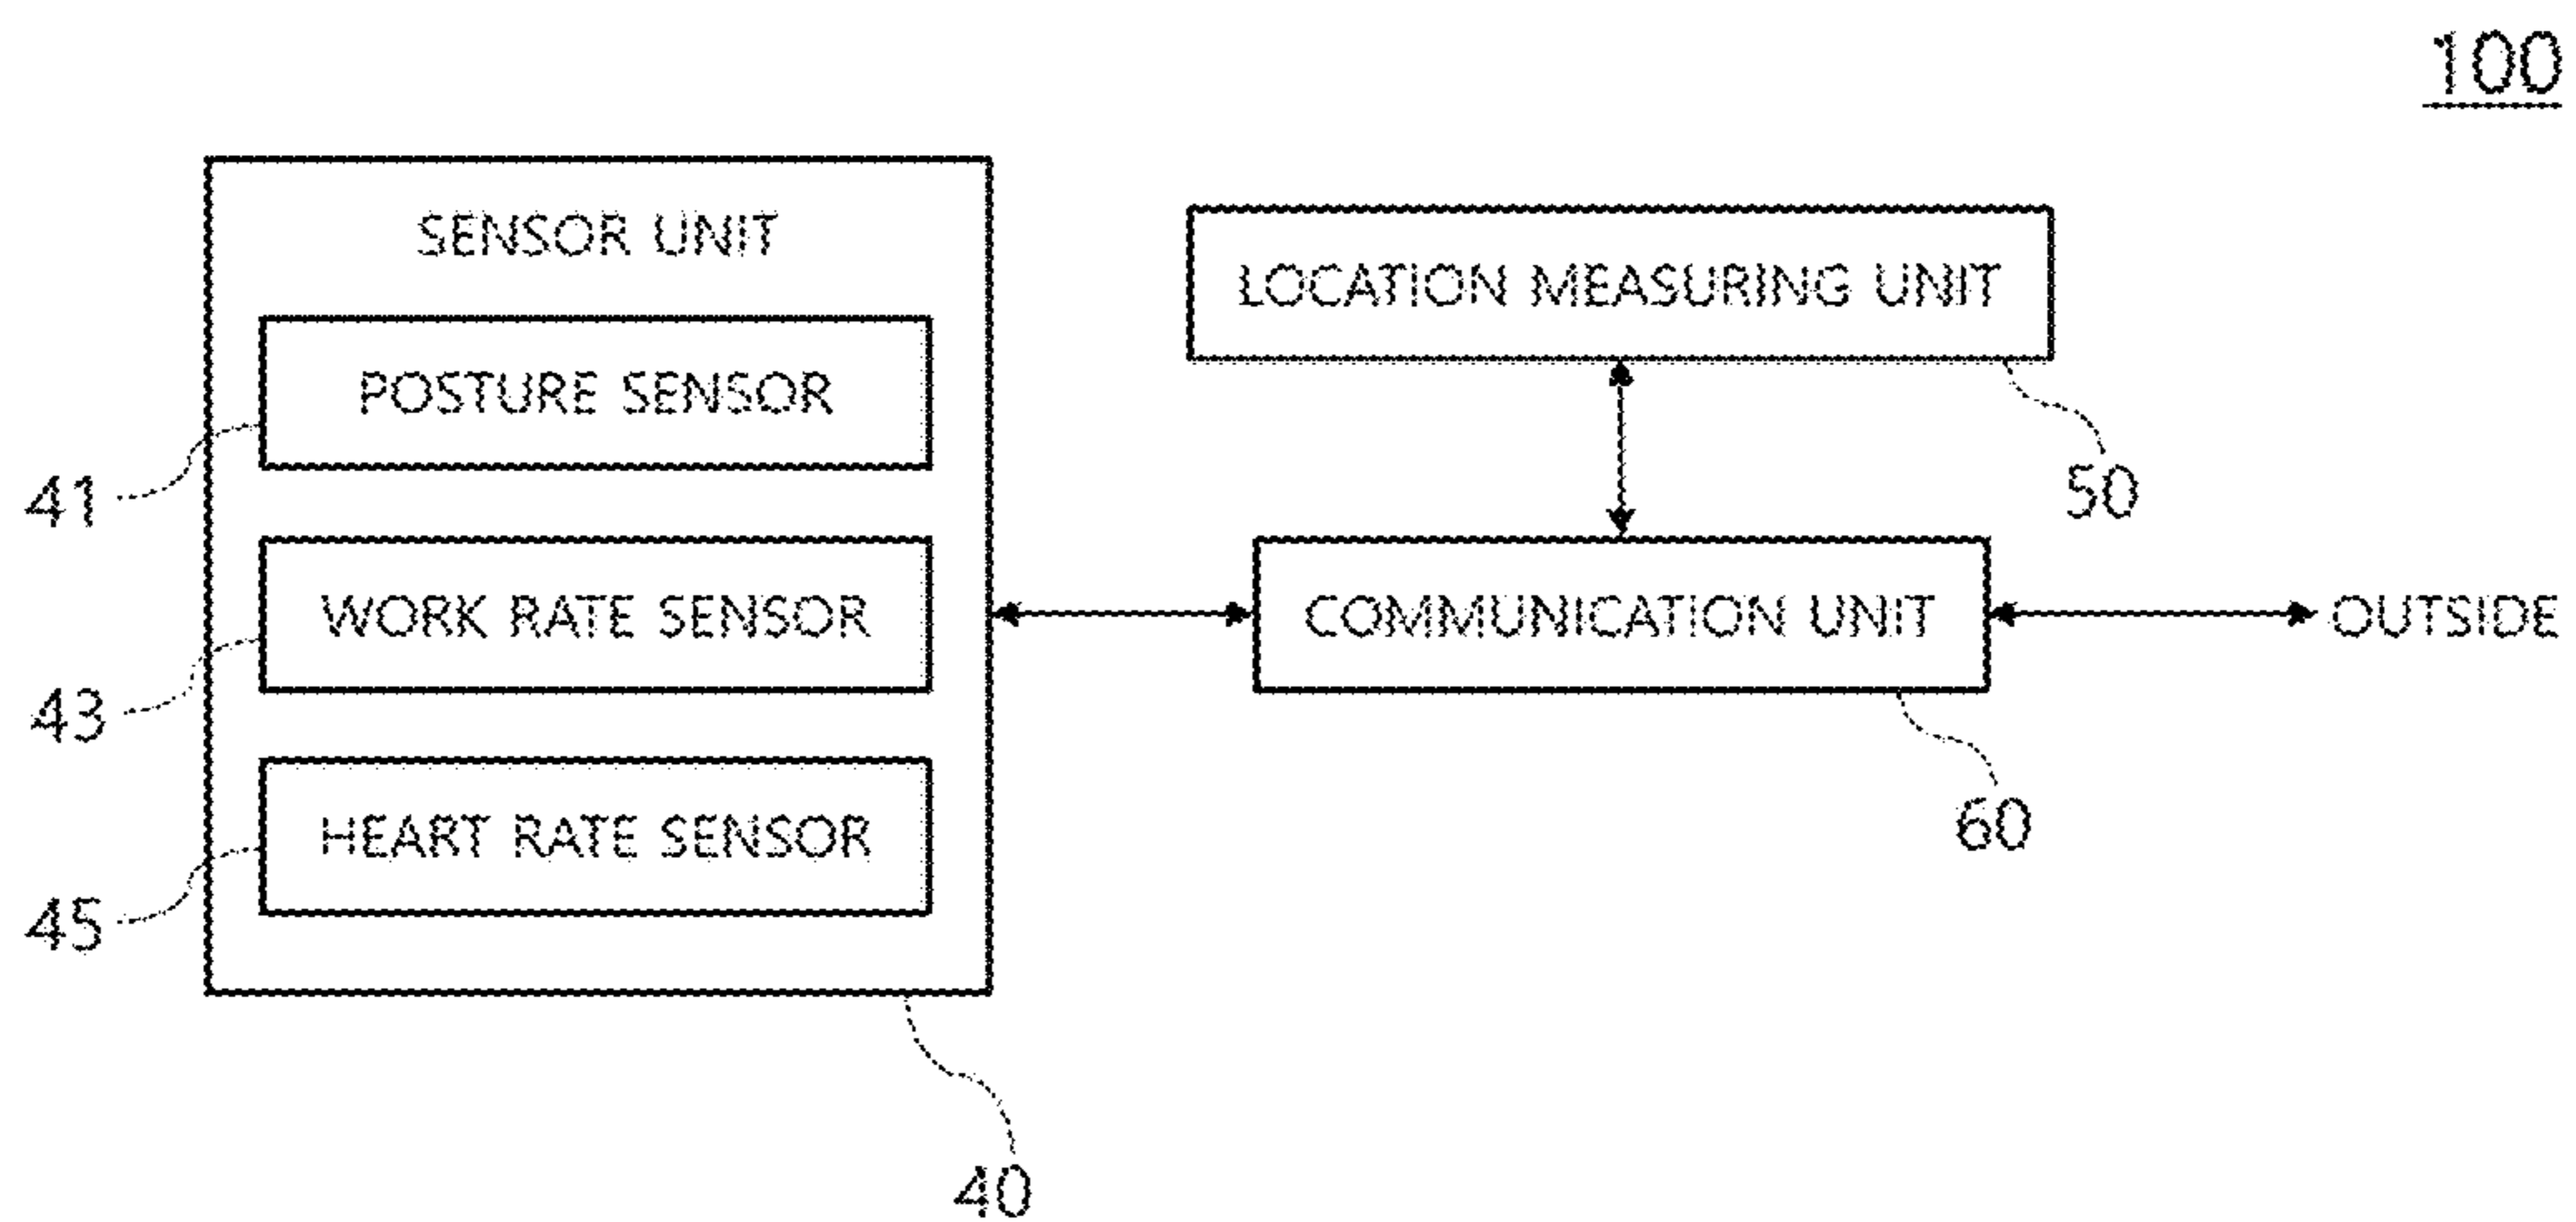 100
SENSOR UNIT
LOCATION MEASURING UNIT
POSTURE SENSOR
41
50
WORK RATE SENSOR
COMMUNICATION UNIT
OUTSIDE
43
60
HEART RATE SENSOR
45
40